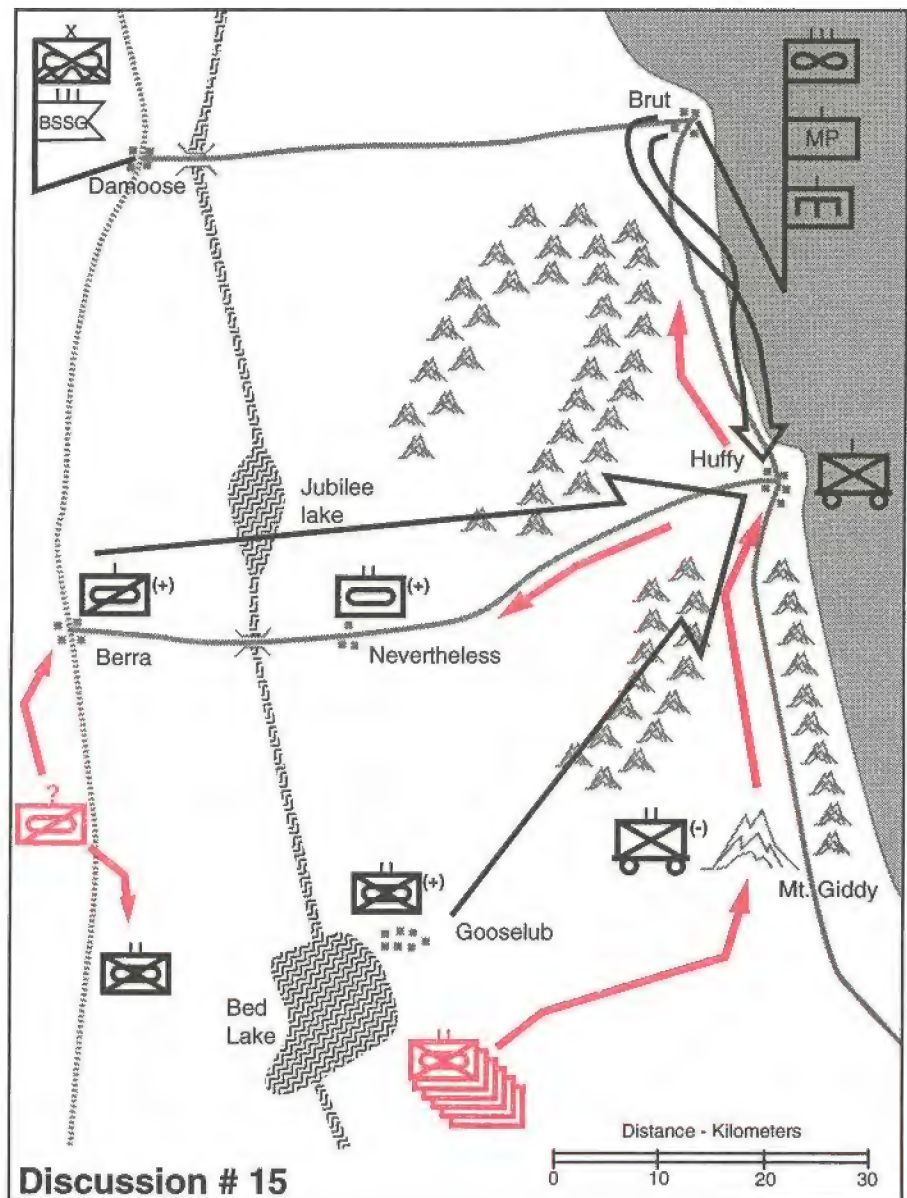 X
III
BSSG
Damoose
Brut
III
I
MP
I
E
Huffy
I
Jubilee
lake
I
(+)
II
(+)
Berra
Nevertheless
?
II
(-)
II
(+)
Mt. Giddy
Gooselub
II
Bed
Lake
II
Distance - Kilometers
0 10 20 30
Discussion # 15